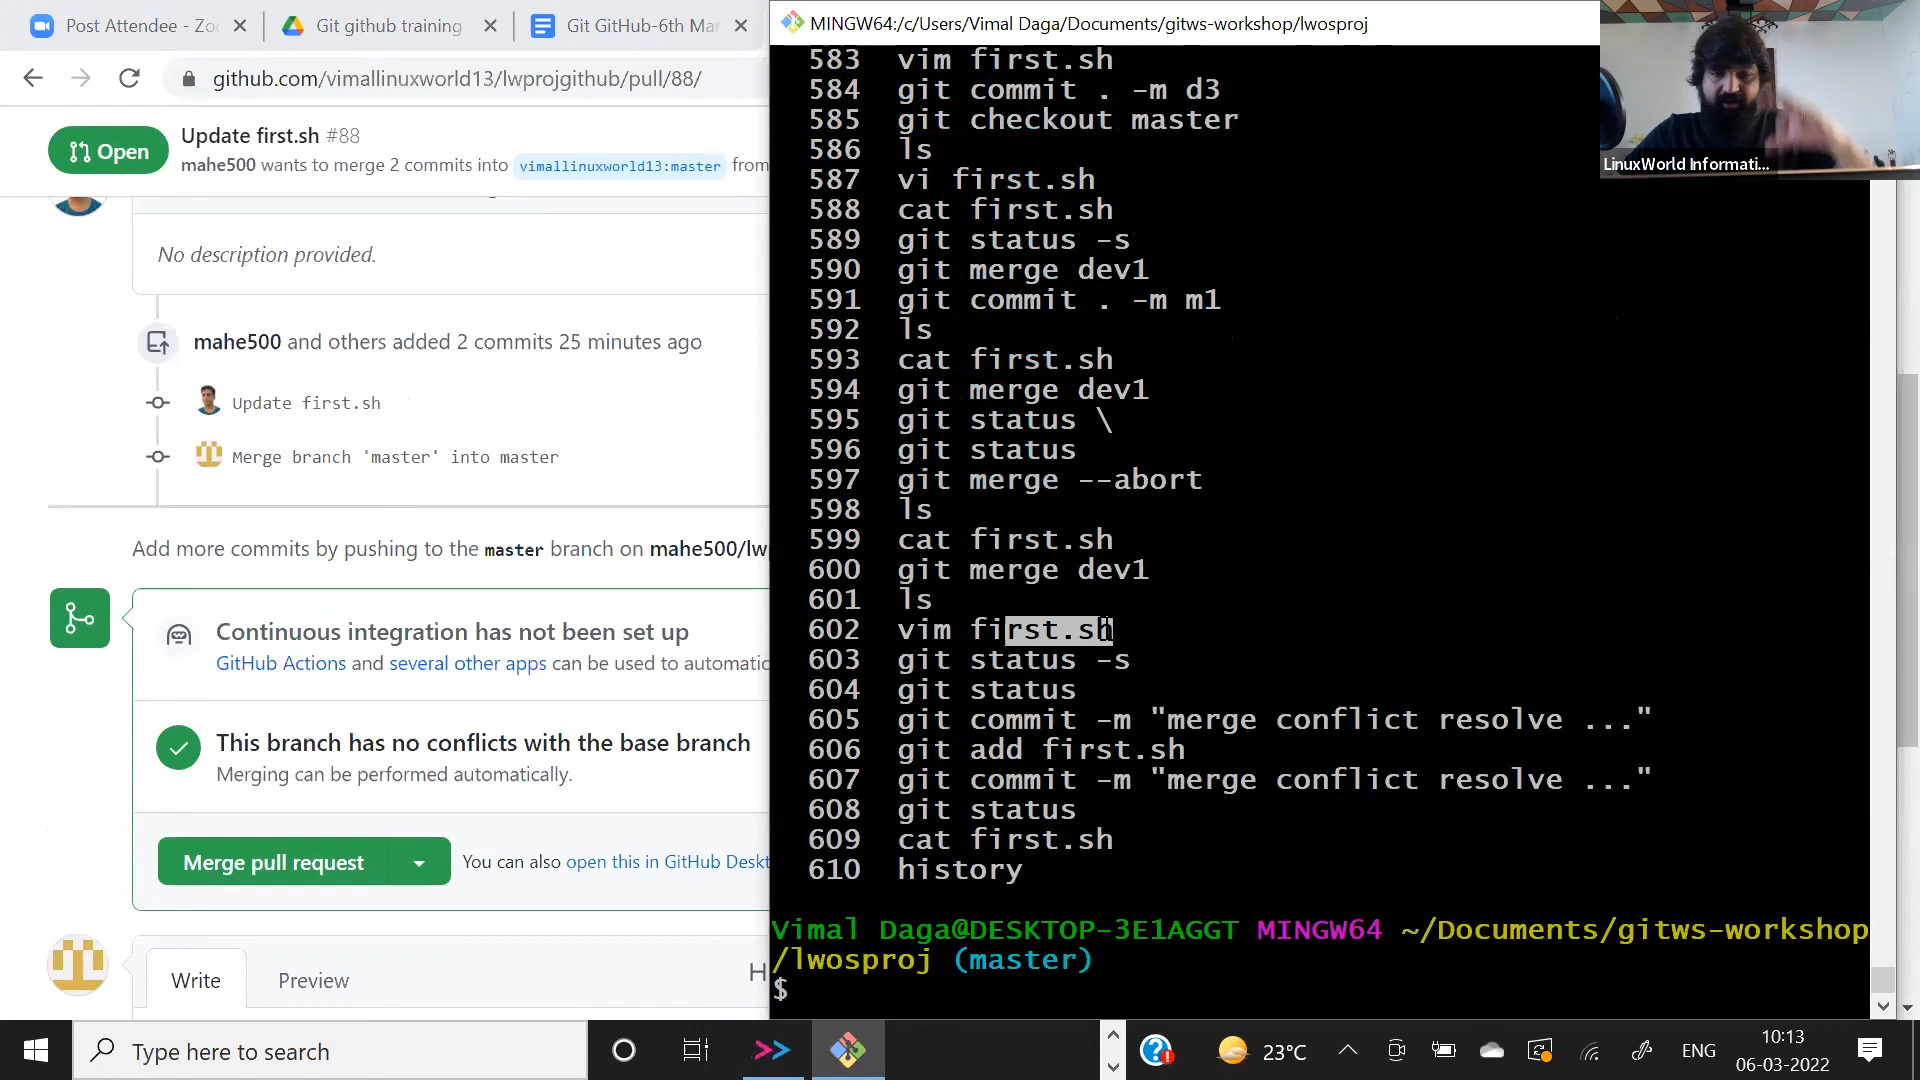 Post Attendee - Zoo
Git github training
Git GitHub-6th Mar
github.com/vimallinuxworld13/lwprojgithub/pull/88/
Open
Update first.sh #88
mahe500 wants to merge 2 commits into vimallinuxworld13:master from
No description provided.
mahe500 and others added 2 commits 25 minutes ago
Update first.sh
Merge branch 'master' into master
Add more commits by pushing to the master branch on mahe500/lwp
Continuous integration has not been set up
GitHub Actions and several other apps can be used to automatic
This branch has no conflicts with the base branch
Merging can be performed automatically.
Merge pull request
You can also open this in GitHub Deskt
Write
Preview
H
MINGW64:/c/Users/Vimal Daga/Documents/gitws-workshop/lwosproj
583 vim first.sh
584 git commit . -m d3
585 git checkout master
586 ls
587 vi first.sh
588 cat first.sh
589 git status -s
590 git merge dev1
591 git commit . -m m1
592 ls
593 cat first.sh
594 git merge dev1
595 git status \
596 git status
597 git merge --abort
598 ls
599 cat first.sh
600 git merge dev1
601 ls
602 vim first.sh
603 git status -s
604 git status
605 git commit -m "merge conflict resolve ..."
606 git add first.sh
607 git commit -m "merge conflict resolve ..."
608 git status
609 cat first.sh
610 history
Vimal Daga@DESKTOP-3E1AGGT MINGW64 ~/Documents/gitws-workshop
/lwosproj (master)
$
LinuxWorld Informati...
Type here to search
23°C
ENG
10:13
06-03-2022